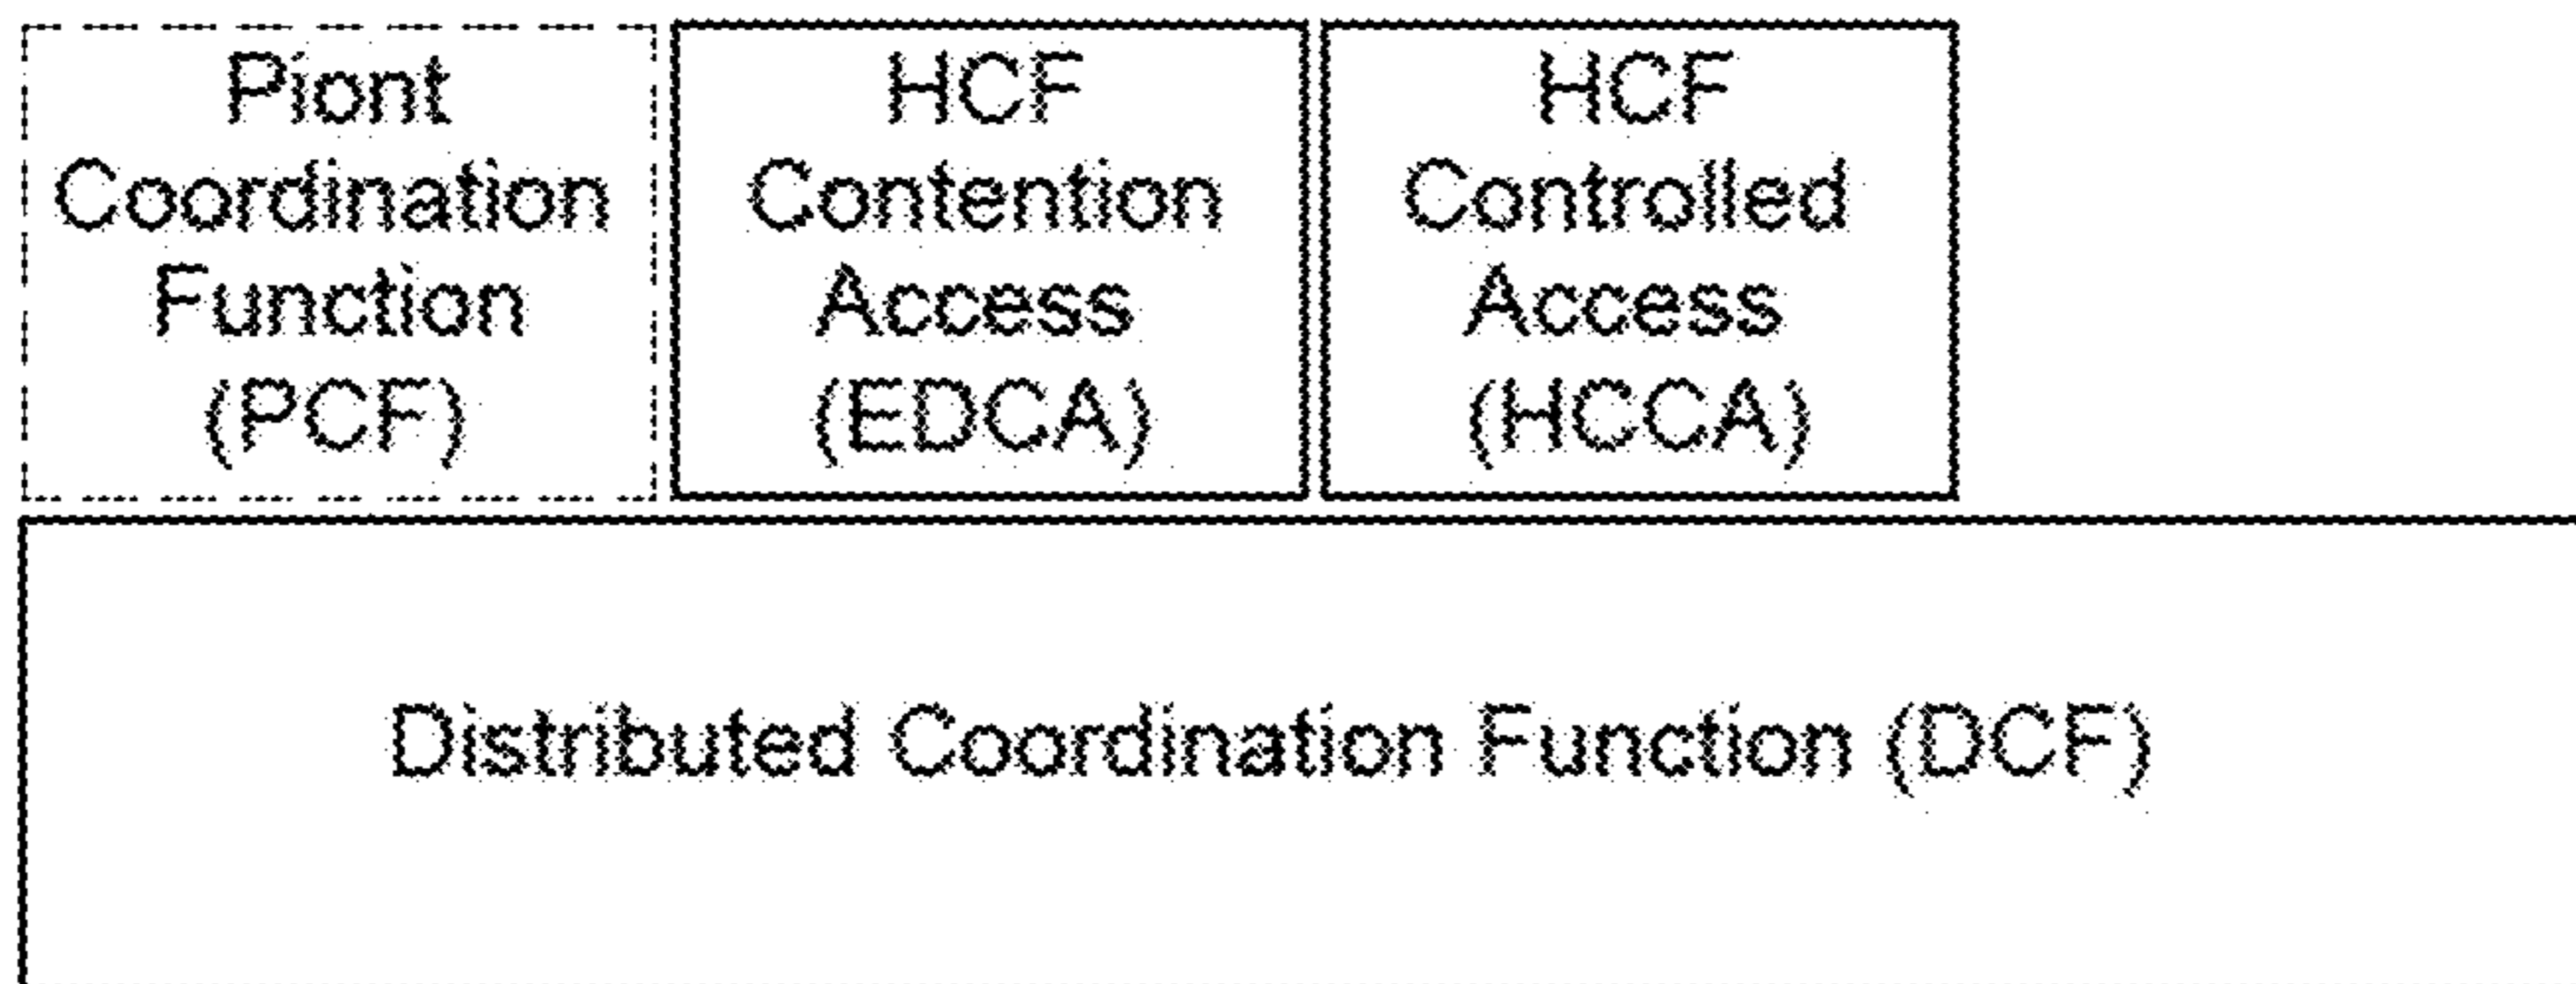 Piont
Coordination
Function
(PCF)
HCF
Contention
Access
(EDCA)
HCF
Controlled
Access
(HCCA)
Distributed Coordination Function (DCF)